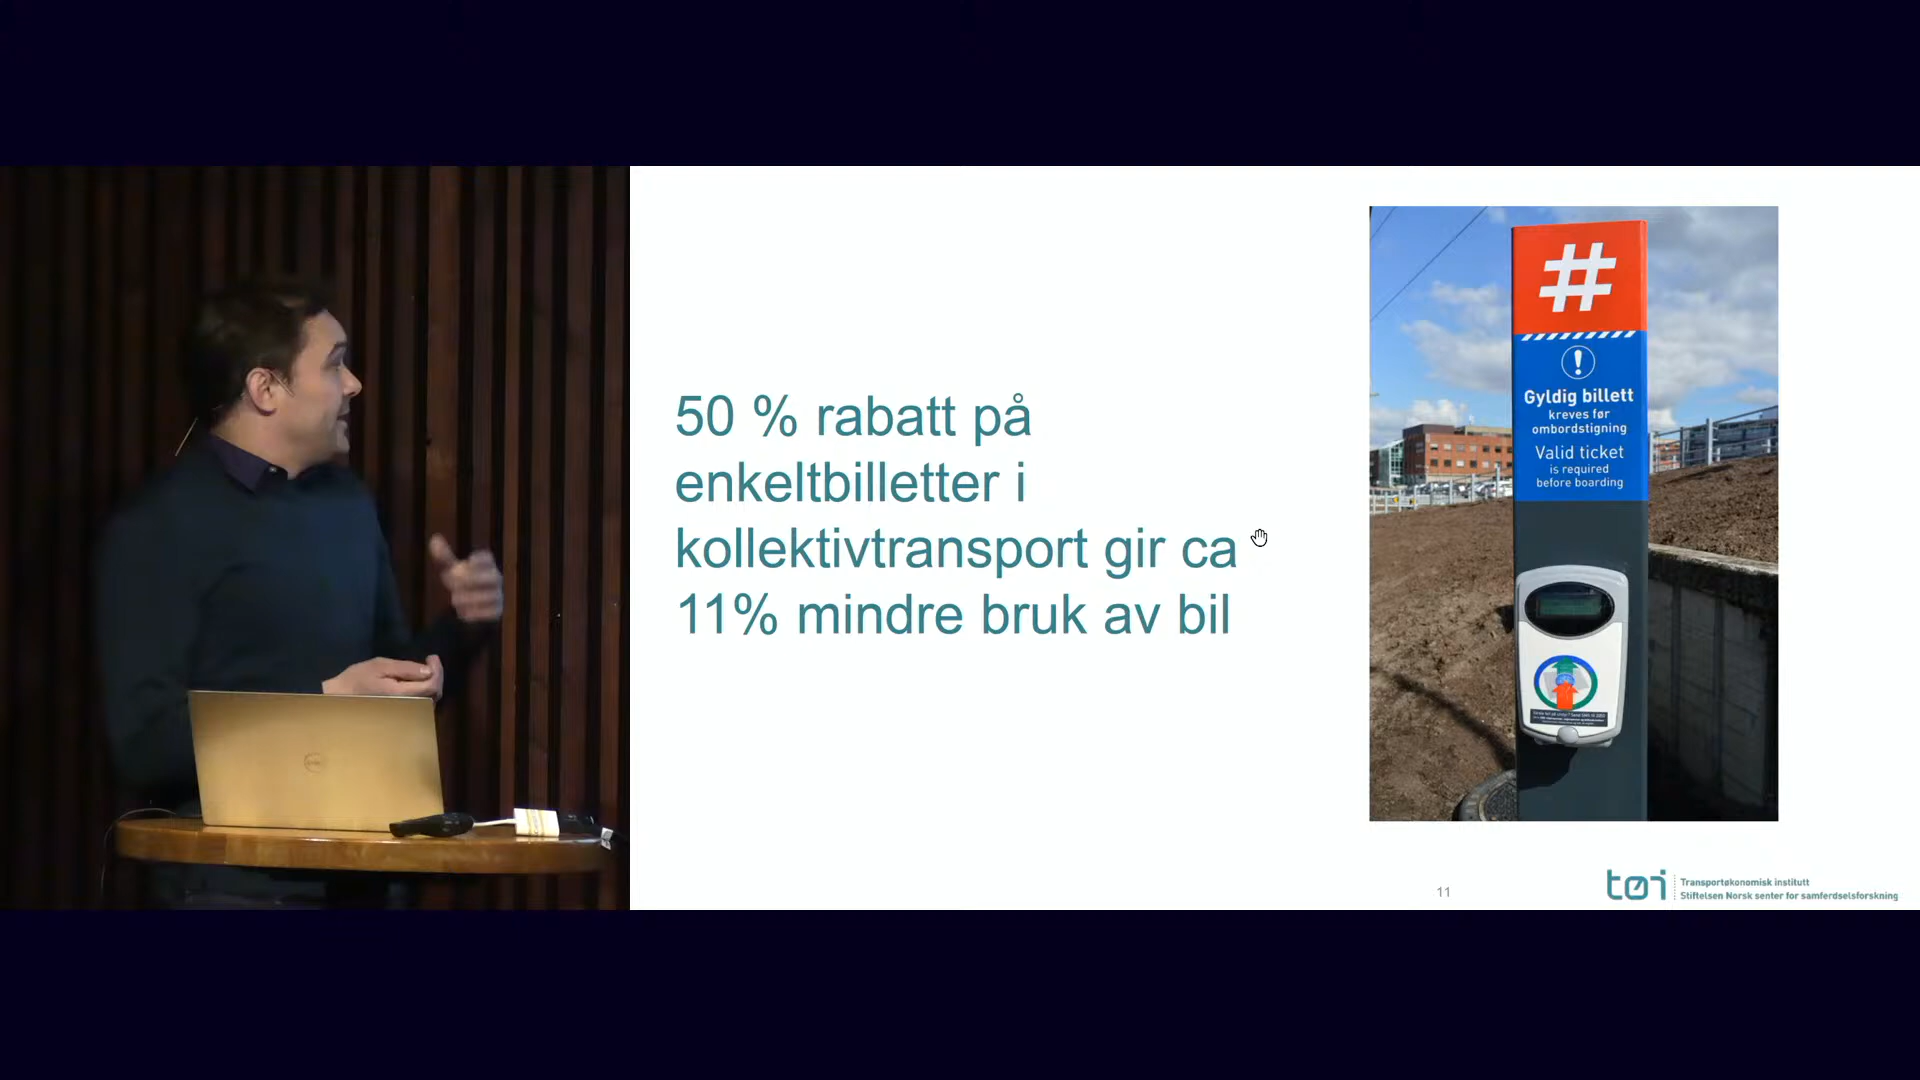 50 % rabatt på
enkeltbilletter i
kollektivtransport gir ca
11% mindre bruk av bil
#
!
Gyldig billett
kreves før
ombordstigning
Valid ticket
is required
before boarding
11
tøi
Transportøkonomisk institutt
Stiftelsen Norsk senter for samferdselsforskning